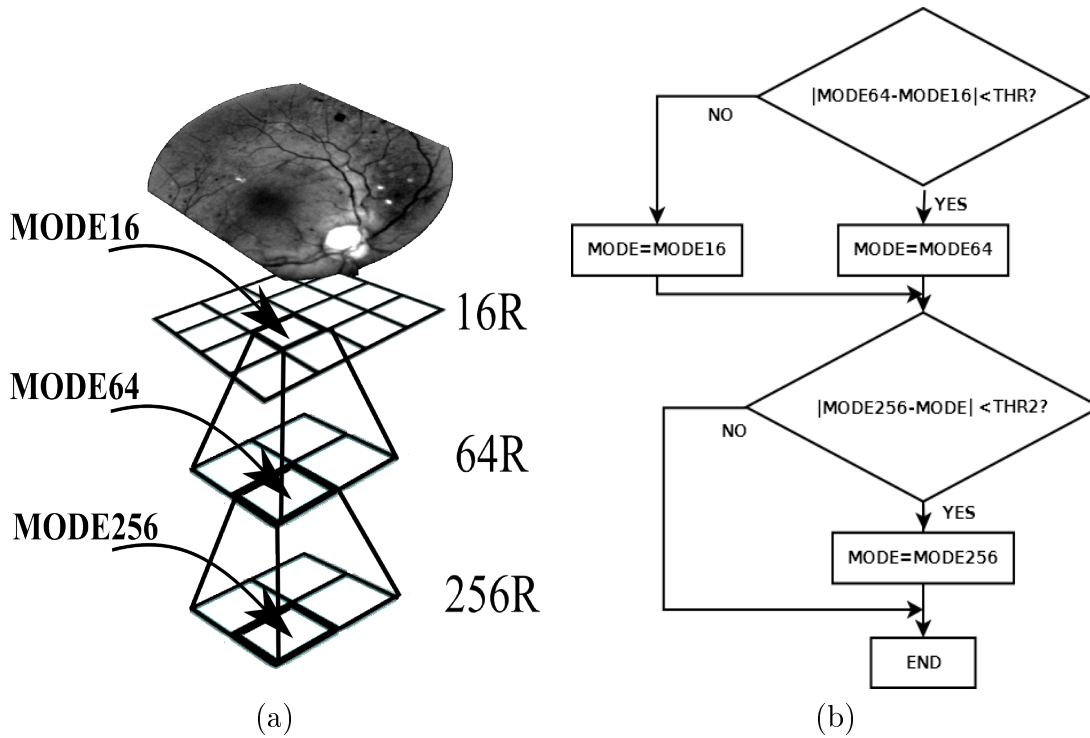 MODE16
16R
MODE64
64R
MODE256
256R
(a)
|MODE64-MODE16|<THR?
NO
YES
MODE=MODE16
MODE=MODE64
|MODE256-MODE| <THR2?
NO
YES
MODE=MODE256
END
(b)